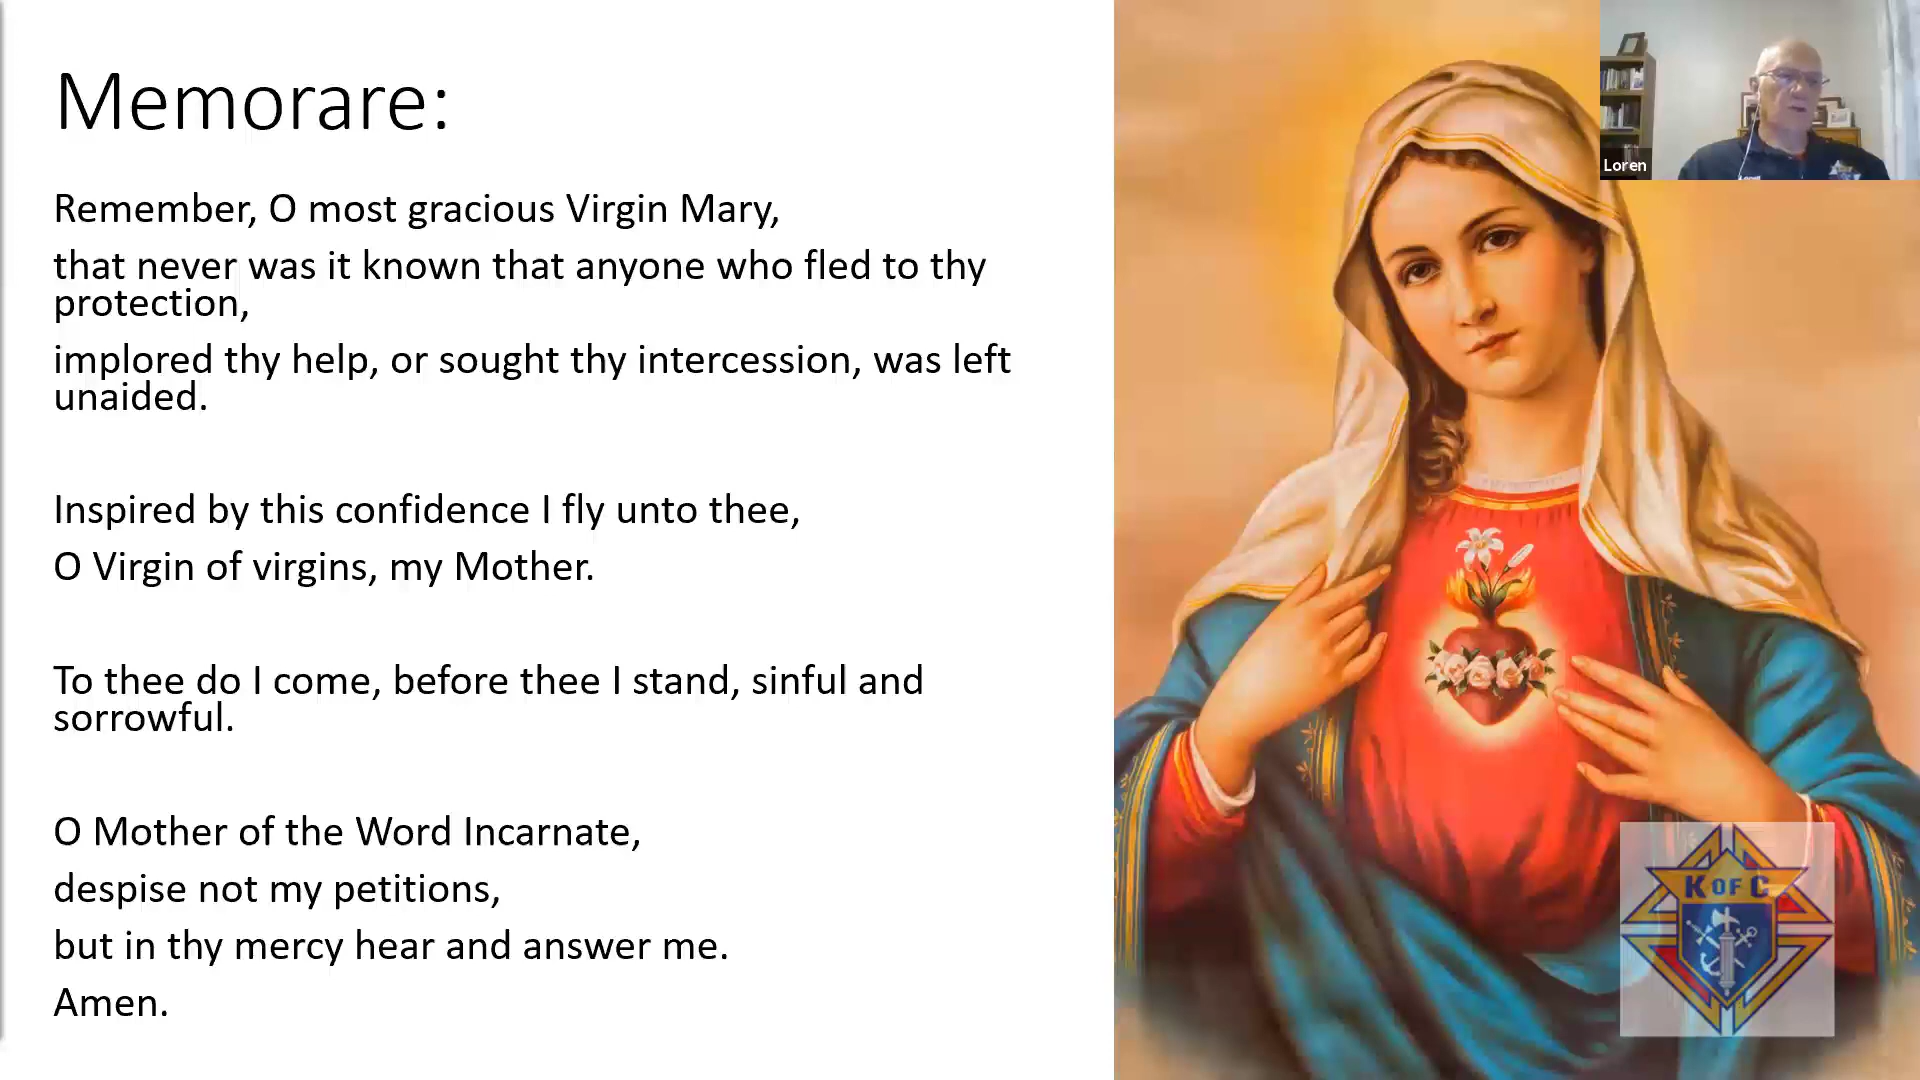 Memorare:
Remember, O most gracious Virgin Mary,
that never was it known that anyone who fled to thy
protection,
implored thy help, or sought thy intercession, was left
unaided.
Inspired by this confidence I fly unto thee,
O Virgin of virgins, my Mother.
To thee do I come, before thee I stand, sinful and
sorrowful.
O Mother of the Word Incarnate,
despise not my petitions,
but in thy mercy hear and answer me.
Amen.
Loren
K OF C